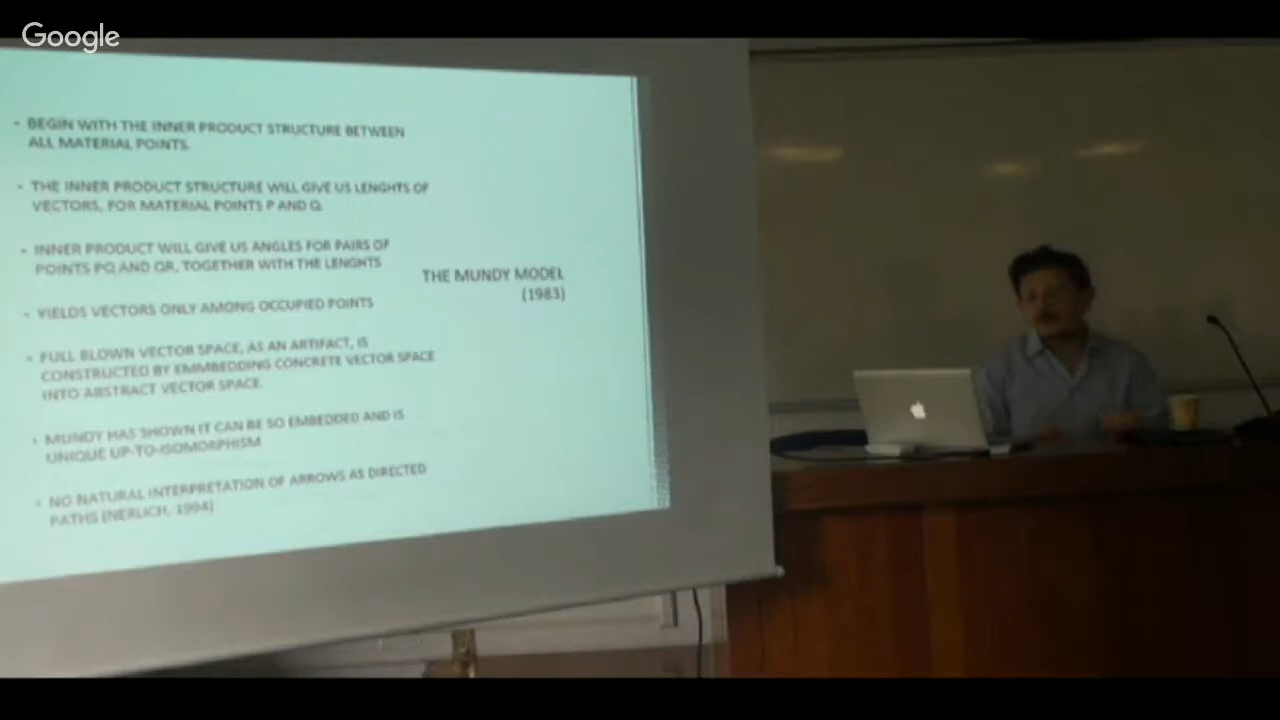 Google
BEGIN WITH THE INNER PRODUCT STRUCTURE BETWEEN
ALL MATERIAL POINTS.
THE INNER PRODUCT STRUCTURE WILL GIVE US LENGHTS OF
VECTORS, FOR MATERIAL POINTS P AND Q.
INNER PRODUCT WILL GIVE US ANGLES FOR PAIRS OF
POINTS PQ AND QR, TOGETHER WITH THE LENGHTS
YIELDS VECTORS ONLY AMONG OCCUPIED POINTS
FULL BLOWN VECTOR SPACE, AS AN ARTIFACT, IS
CONSTRUCTED BY EMMBEDDING CONCRETE VECTOR SPACE
INTO ABSTRACT VECTOR SPACE.
MUNDY HAS SHOWN IT CAN BE SO EMBEDDED AND IS
UNIQUE UP-TO-ISOMORPHISM
NO NATURAL INTERPRETATION OF ARROWS AS DIRECTED
PATHS (NERLICH, 1994)
THE MUNDY MODEL
(1983)